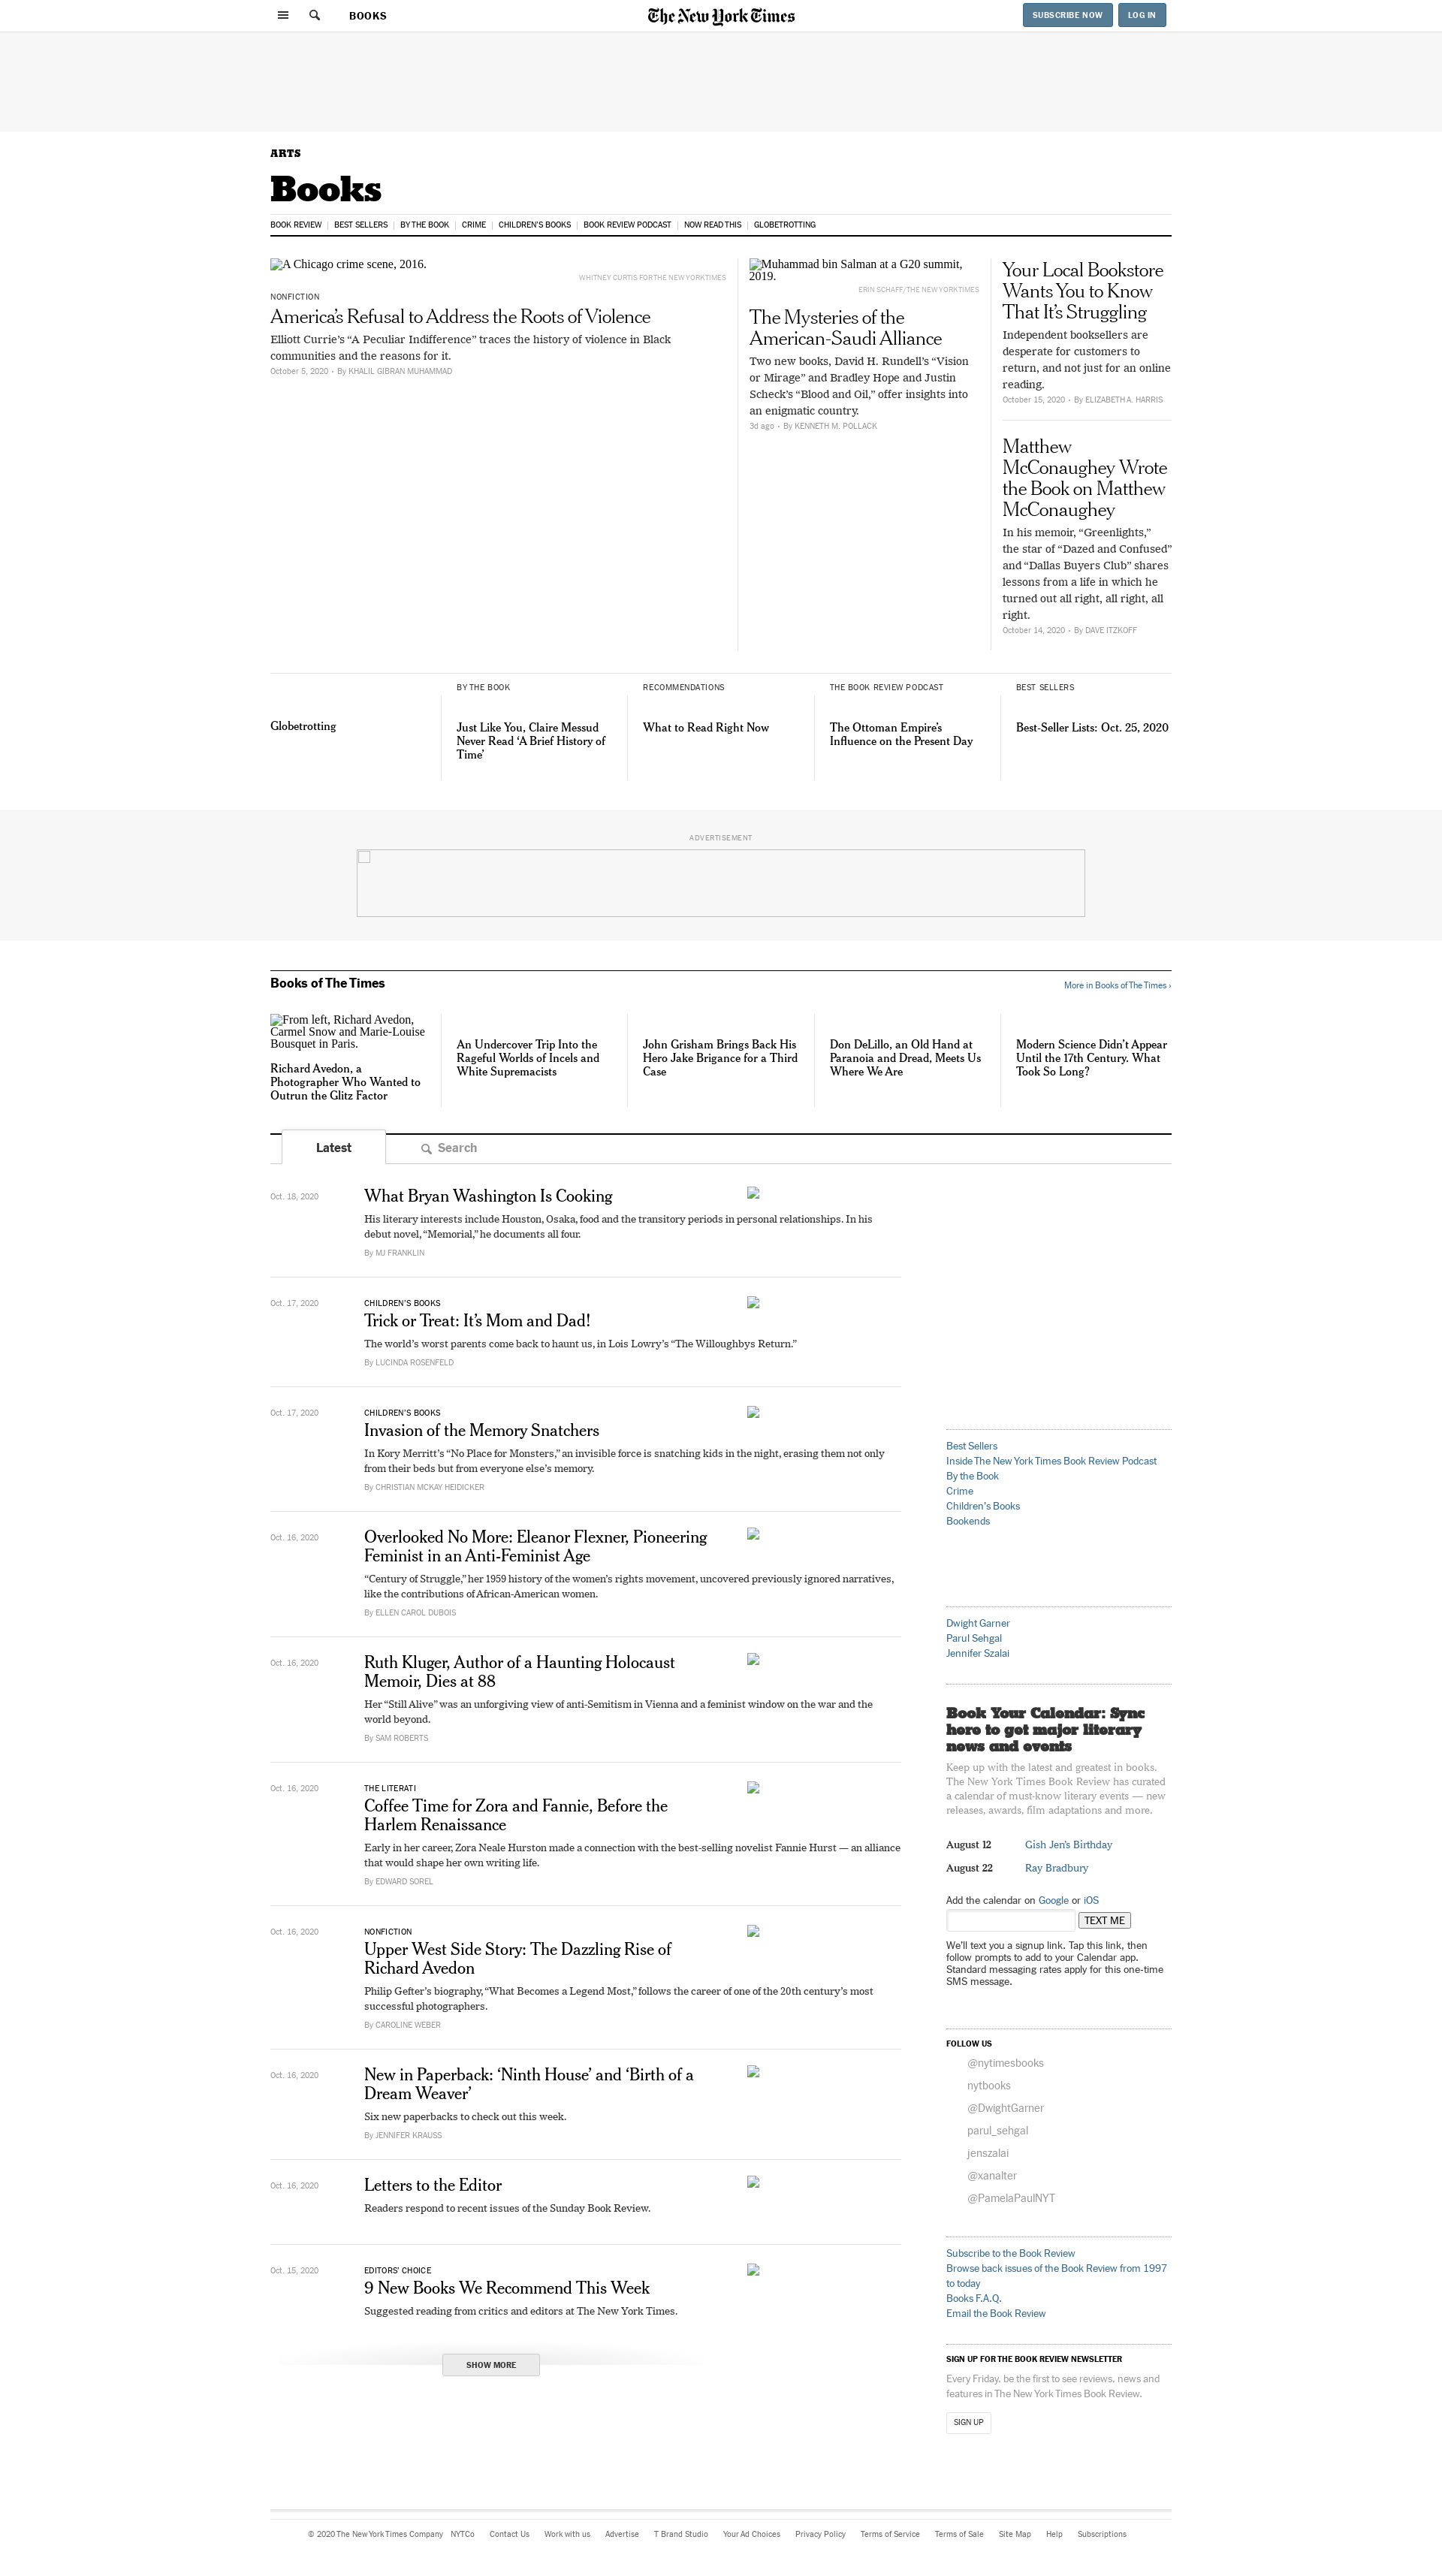 BOOKS
The New York Times
SUBSCRIBE NOW
LOG IN
ARTS
Books
BOOK REVIEW
BEST SELLERS
BY THE BOOK
CRIME
CHILDREN'S BOOKS
BOOK REVIEW PODCAST
NOW READ THIS
GLOBETROTTING
A Chicago crime scene, 2016.
WHITNEY CURTIS FOR THE NEW YORK TIMES
NONFICTION
America's Refusal to Address the Roots of Violence
Elliott Currie's “A Peculiar Indifference” traces the history of violence in Black
communities and the reasons for it.
October 5, 2020 • By KHALIL GIBRAN MUHAMMAD
Muhammad bin Salman at a G20 summit,
2019.
ERIN SCHAFF/THE NEW YORK TIMES
The Mysteries of the
American-Saudi Alliance
Two new books, David H. Rundell's “Vision
or Mirage” and Bradley Hope and Justin
Scheck's “Blood and Oil,” offer insights into
an enigmatic country.
3d ago • By KENNETH M. POLLACK
Your Local Bookstore
Wants You to Know
That It's Struggling
Independent booksellers are
desperate for customers to
return, and not just for an online
reading.
October 15, 2020 • By ELIZABETH A. HARRIS
Matthew
McConaughey Wrote
the Book on Matthew
McConaughey
In his memoir, “Greenlights,”
the star of “Dazed and Confused”
and “Dallas Buyers Club” shares
lessons from a life in which he
turned out all right, all right, all
right.
October 14, 2020 • By DAVE ITZKOFF
Globetrotting
BY THE BOOK
Just Like You, Claire Messud
Never Read ‘A Brief History of
Time’
RECOMMENDATIONS
What to Read Right Now
THE BOOK REVIEW PODCAST
The Ottoman Empire's
Influence on the Present Day
BEST SELLERS
Best-Seller Lists: Oct. 25, 2020
ADVERTISEMENT
Books of The Times
More in Books of The Times ›
From left, Richard Avedon,
Carmel Snow and Marie-Louise
Bousquet in Paris.
Richard Avedon, a
Photographer Who Wanted to
Outrun the Glitz Factor
An Undercover Trip Into the
Rageful Worlds of Incels and
White Supremacists
John Grisham Brings Back His
Hero Jake Brigance for a Third
Case
Don DeLillo, an Old Hand at
Paranoia and Dread, Meets Us
Where We Are
Modern Science Didn't Appear
Until the 17th Century. What
Took So Long?
Latest
Search
Oct. 18, 2020
What Bryan Washington Is Cooking
His literary interests include Houston, Osaka, food and the transitory periods in personal relationships. In his
debut novel, “Memorial,” he documents all four.
By MJ FRANKLIN
Oct. 17, 2020
CHILDREN'S BOOKS
Trick or Treat: It's Mom and Dad!
The world's worst parents come back to haunt us, in Lois Lowry's “The Willoughbys Return.”
By LUCINDA ROSENFELD
Oct. 17, 2020
CHILDREN'S BOOKS
Invasion of the Memory Snatchers
In Kory Merritt's “No Place for Monsters,” an invisible force is snatching kids in the night, erasing them not only
from their beds but from everyone else's memory.
By CHRISTIAN MCKAY HEIDICKER
Oct. 16, 2020
Overlooked No More: Eleanor Flexner, Pioneering
Feminist in an Anti-Feminist Age
“Century of Struggle,” her 1959 history of the women's rights movement, uncovered previously ignored narratives,
like the contributions of African-American women.
By ELLEN CAROL DUBOIS
Oct. 16, 2020
Ruth Kluger, Author of a Haunting Holocaust
Memoir, Dies at 88
Her “Still Alive” was an unforgiving view of anti-Semitism in Vienna and a feminist window on the war and the
world beyond.
By SAM ROBERTS
Oct. 16, 2020
THE LITERATI
Coffee Time for Zora and Fannie, Before the
Harlem Renaissance
Early in her career, Zora Neale Hurston made a connection with the best-selling novelist Fannie Hurst — an alliance
that would shape her own writing life.
By EDWARD SOREL
Oct. 16, 2020
NONFICTION
Upper West Side Story: The Dazzling Rise of
Richard Avedon
Philip Gefter's biography, “What Becomes a Legend Most,” follows the career of one of the 20th century's most
successful photographers.
By CAROLINE WEBER
Oct. 16, 2020
New in Paperback: ‘Ninth House’ and ‘Birth of a
Dream Weaver’
Six new paperbacks to check out this week.
By JENNIFER KRAUSS
Oct. 16, 2020
Letters to the Editor
Readers respond to recent issues of the Sunday Book Review.
Oct. 15, 2020
EDITORS' CHOICE
9 New Books We Recommend This Week
Suggested reading from critics and editors at The New York Times.
SHOW MORE
Best Sellers
Inside The New York Times Book Review Podcast
By the Book
Crime
Children's Books
Bookends
Dwight Garner
Parul Sehgal
Jennifer Szalai
Book Your Calendar: Sync
here to get major literary
news and events
Keep up with the latest and greatest in books.
The New York Times Book Review has curated
a calendar of must-know literary events — new
releases, awards, film adaptations and more.
August 12 Gish Jen's Birthday
August 22 Ray Bradbury
Add the calendar on Google or iOS
TEXT ME
We'll text you a signup link. Tap this link, then
follow prompts to add to your Calendar app.
Standard messaging rates apply for this one-time
SMS message.
FOLLOW US
@nytimesbooks
nytbooks
@DwightGarner
parul_sehgal
jenszalai
@xanalter
@PamelaPaulNYT
Subscribe to the Book Review
Browse back issues of the Book Review from 1997
to today
Books F.A.Q.
Email the Book Review
SIGN UP FOR THE BOOK REVIEW NEWSLETTER
Every Friday, be the first to see reviews, news and
features in The New York Times Book Review.
SIGN UP
© 2020 The New York Times Company NYTCo Contact Us Work with us Advertise T Brand Studio Your Ad Choices Privacy Policy Terms of Service Terms of Sale Site Map Help Subscriptions